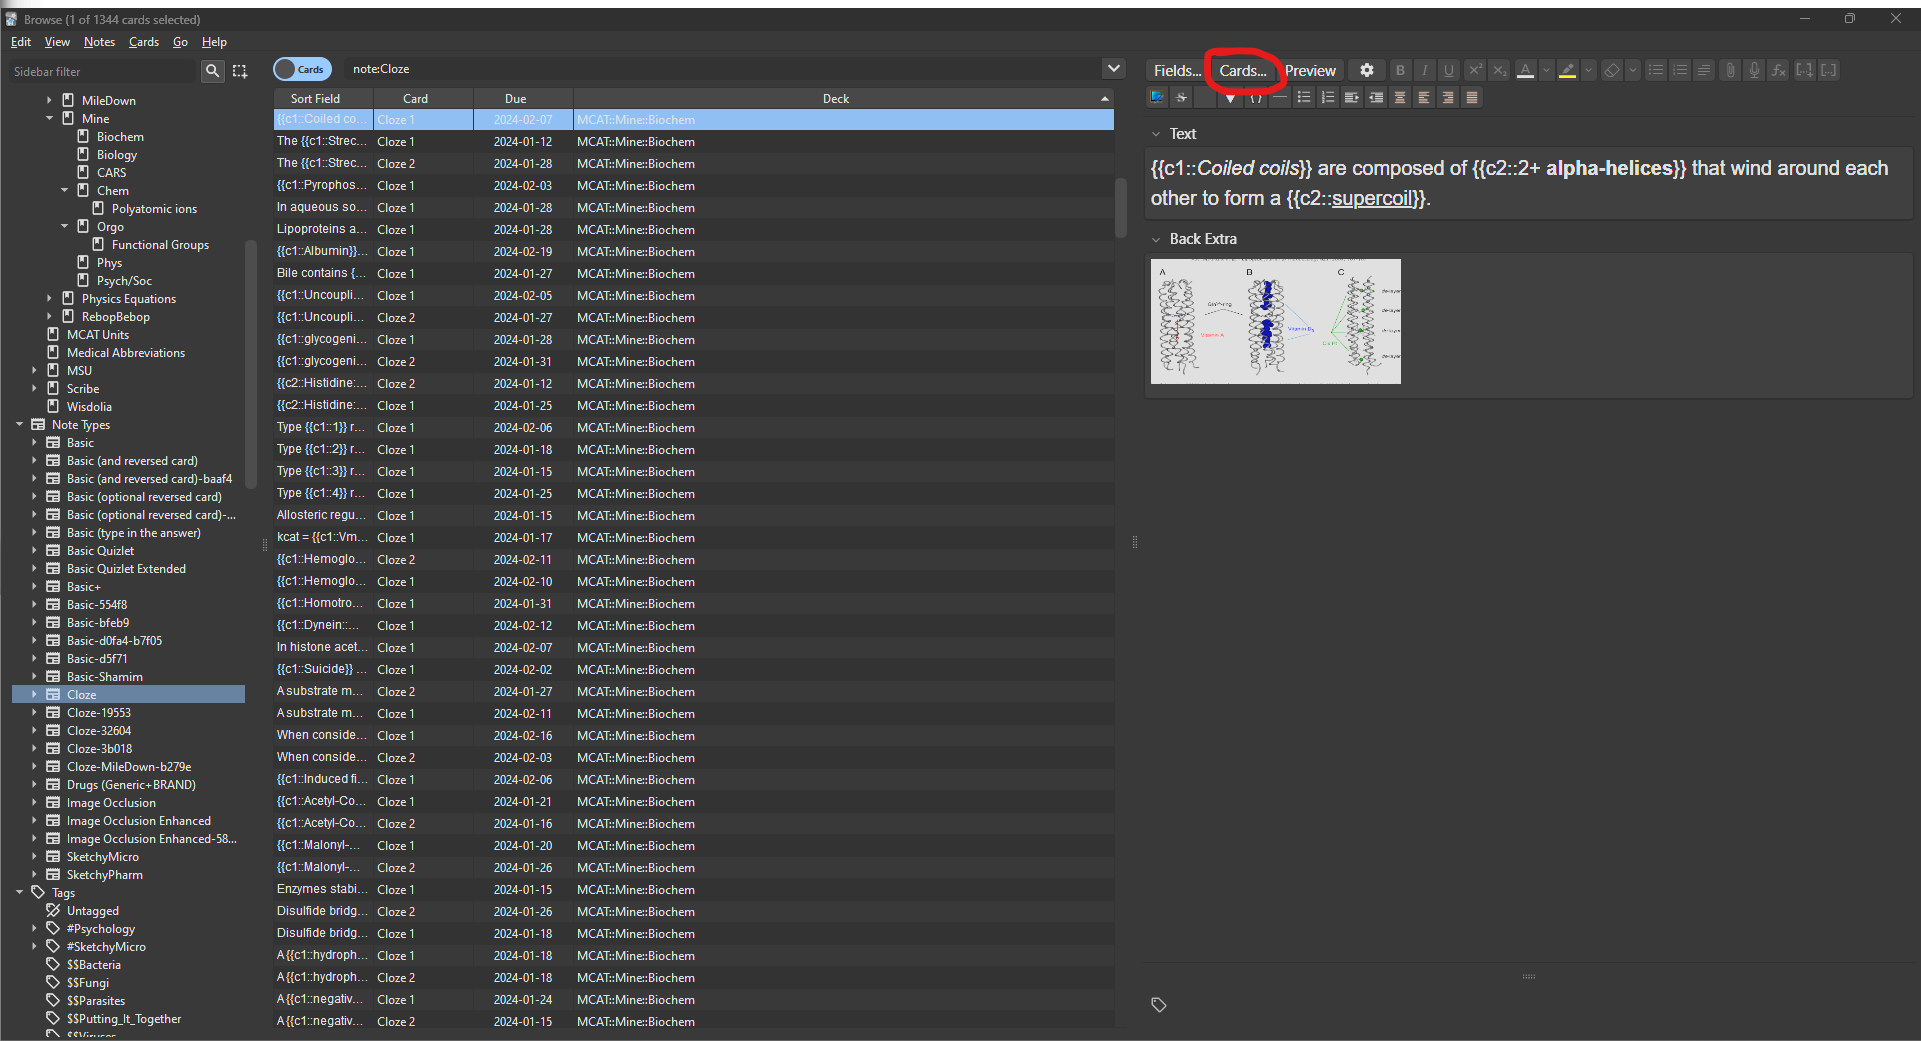 Browse (1 of 1344 cards selected)
Edit View Notes Cards Go Help
Sidebar filter
MileDown
Mine
Biochem
Biology
CARS
Chem
Polyatomic ions
Orgo
Functional Groups
Phys
Psych/Soc
Physics Equations
RebopBebop
MCAT Units
Medical Abbreviations
MSU
Scribe
Wisdolia
Note Types
Basic
Basic (and reversed card)
Basic (and reversed card)-baaf4
Basic (optional reversed card)
Basic (optional reversed card)-...
Basic (type in the answer)
Basic Quizlet
Basic Quizlet Extended
Basic+
Basic-554f8
Basic-bfeb9
Basic-d0fa4-b7f05
Basic-d5f71
Basic-Shamim
Cloze
Cloze-19553
Cloze-32604
Cloze-3b018
Cloze-MileDown-b279e
Drugs (Generic+BRAND)
Image Occlusion
Image Occlusion Enhanced
Image Occlusion Enhanced-58...
SketchyMicro
SketchyPharm
Tags
Untagged
#Psychology
#SketchyMicro
$$Bacteria
$$Fungi
$$Parasites
$$Putting_It_Together
$$Viruses
Cards note:Cloze
Sort Field Card Due Deck
{{c1::Coiled co... Cloze 1 2024-02-07 MCAT::Mine::Biochem
The {{c1::Strec... Cloze 1 2024-01-12 MCAT::Mine::Biochem
The {{c1::Strec... Cloze 2 2024-01-28 MCAT::Mine::Biochem
{{c1::Pyrophos... Cloze 1 2024-02-03 MCAT::Mine::Biochem
In aqueous so... Cloze 1 2024-01-28 MCAT::Mine::Biochem
Lipoproteins a... Cloze 1 2024-01-28 MCAT::Mine::Biochem
{{c1::Albumin}}... Cloze 1 2024-02-19 MCAT::Mine::Biochem
Bile contains {... Cloze 1 2024-01-27 MCAT::Mine::Biochem
{{c1::Uncoupli... Cloze 1 2024-02-05 MCAT::Mine::Biochem
{{c1::Uncoupli... Cloze 2 2024-01-27 MCAT::Mine::Biochem
{{c1::glycogeni... Cloze 1 2024-01-28 MCAT::Mine::Biochem
{{c1::glycogeni... Cloze 2 2024-01-31 MCAT::Mine::Biochem
{{c2::Histidine:... Cloze 2 2024-01-12 MCAT::Mine::Biochem
{{c2::Histidine:... Cloze 1 2024-01-25 MCAT::Mine::Biochem
Type {{c1::1}} r... Cloze 1 2024-02-06 MCAT::Mine::Biochem
Type {{c1::2}} r... Cloze 1 2024-01-18 MCAT::Mine::Biochem
Type {{c1::3}} r... Cloze 1 2024-01-15 MCAT::Mine::Biochem
Type {{c1::4}} r... Cloze 1 2024-01-25 MCAT::Mine::Biochem
Allosteric regu... Cloze 1 2024-01-15 MCAT::Mine::Biochem
kcat = {{c1::Vm... Cloze 1 2024-01-17 MCAT::Mine::Biochem
{{c1::Hemoglo... Cloze 2 2024-02-11 MCAT::Mine::Biochem
{{c1::Hemoglo... Cloze 1 2024-02-10 MCAT::Mine::Biochem
{{c1::Homotro... Cloze 1 2024-01-31 MCAT::Mine::Biochem
{{c1::Dynein::... Cloze 1 2024-02-12 MCAT::Mine::Biochem
In histone acet... Cloze 1 2024-02-07 MCAT::Mine::Biochem
{{c1::Suicide}} ... Cloze 1 2024-02-02 MCAT::Mine::Biochem
A substrate m... Cloze 2 2024-01-27 MCAT::Mine::Biochem
A substrate m... Cloze 1 2024-02-11 MCAT::Mine::Biochem
When conside... Cloze 1 2024-02-16 MCAT::Mine::Biochem
When conside... Cloze 2 2024-02-03 MCAT::Mine::Biochem
{{c1::Induced fi... Cloze 1 2024-02-06 MCAT::Mine::Biochem
{{c1::Acetyl-Co... Cloze 1 2024-01-21 MCAT::Mine::Biochem
{{c1::Acetyl-Co... Cloze 2 2024-01-16 MCAT::Mine::Biochem
{{c1::Malonyl-... Cloze 1 2024-01-20 MCAT::Mine::Biochem
{{c1::Malonyl-... Cloze 2 2024-01-26 MCAT::Mine::Biochem
Enzymes stabi... Cloze 1 2024-01-15 MCAT::Mine::Biochem
Disulfide bridg... Cloze 2 2024-01-26 MCAT::Mine::Biochem
Disulfide bridg... Cloze 1 2024-01-18 MCAT::Mine::Biochem
A {{c1::hydroph... Cloze 1 2024-01-18 MCAT::Mine::Biochem
A {{c1::hydroph... Cloze 2 2024-01-18 MCAT::Mine::Biochem
A {{c1::negativ... Cloze 1 2024-01-24 MCAT::Mine::Biochem
A {{c1::negativ... Cloze 2 2024-01-15 MCAT::Mine::Biochem
Fields... Cards... Preview B I U
Text
{{c1::Coiled coils}} are composed of {{c2::2+ alpha-helices}} that wind around each
other to form a {{c2::supercoil}}.
Back Extra
A B C
Vitamin A
Vitamin D₃